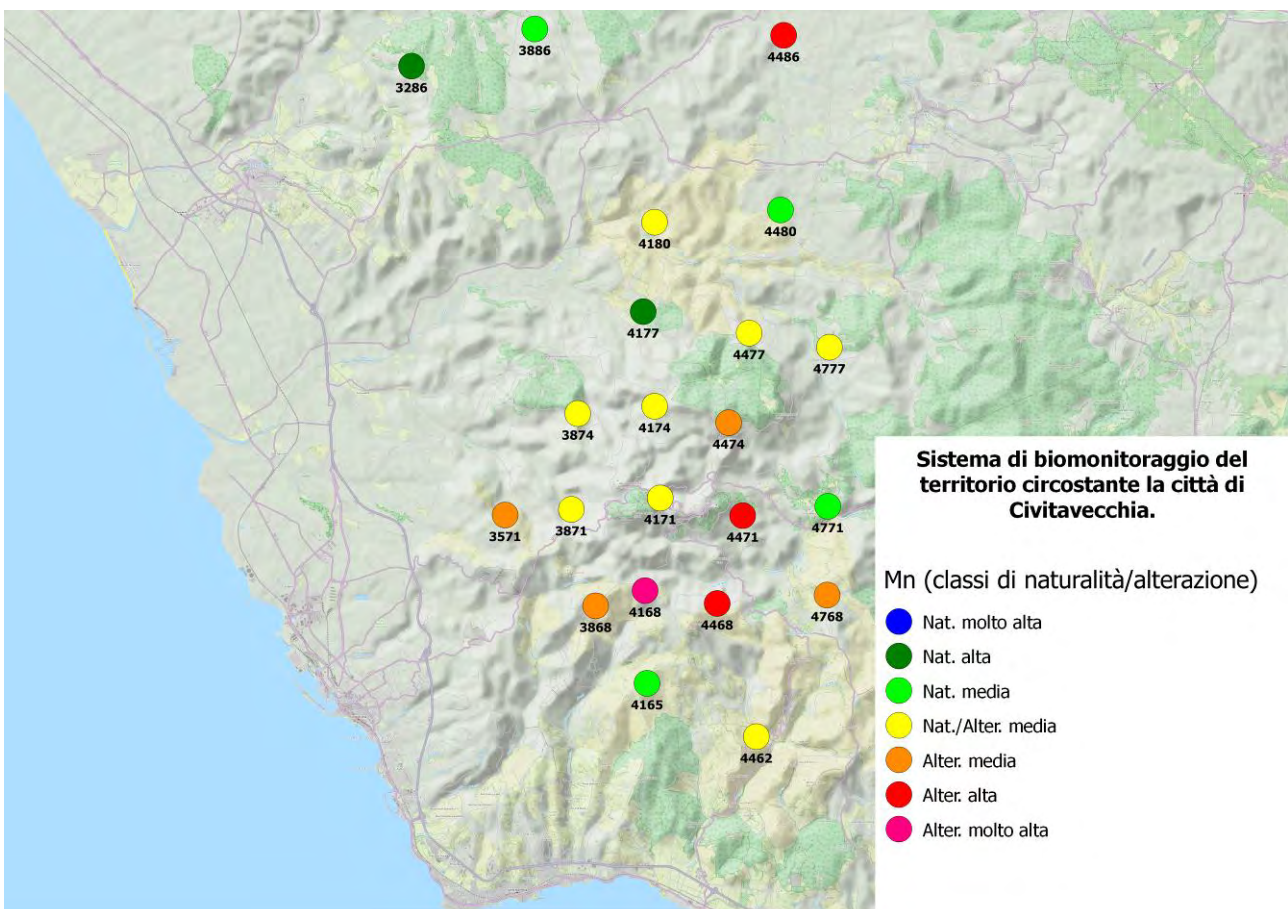 3886
4486
3286
4180
4480
4177
4477
4777
3874
4174
4474
3571
3871
4171
4471
4771
3868
4168
4468
4768
4165
4462
Sistema di biomonitoraggio del
territorio circostante la città di
Civitavecchia.
Mn (classi di naturalità/alterazione)
Nat. molto alta
Nat. alta
Nat. media
Nat./Alter. media
Alter. media
Alter. alta
Alter. molto alta